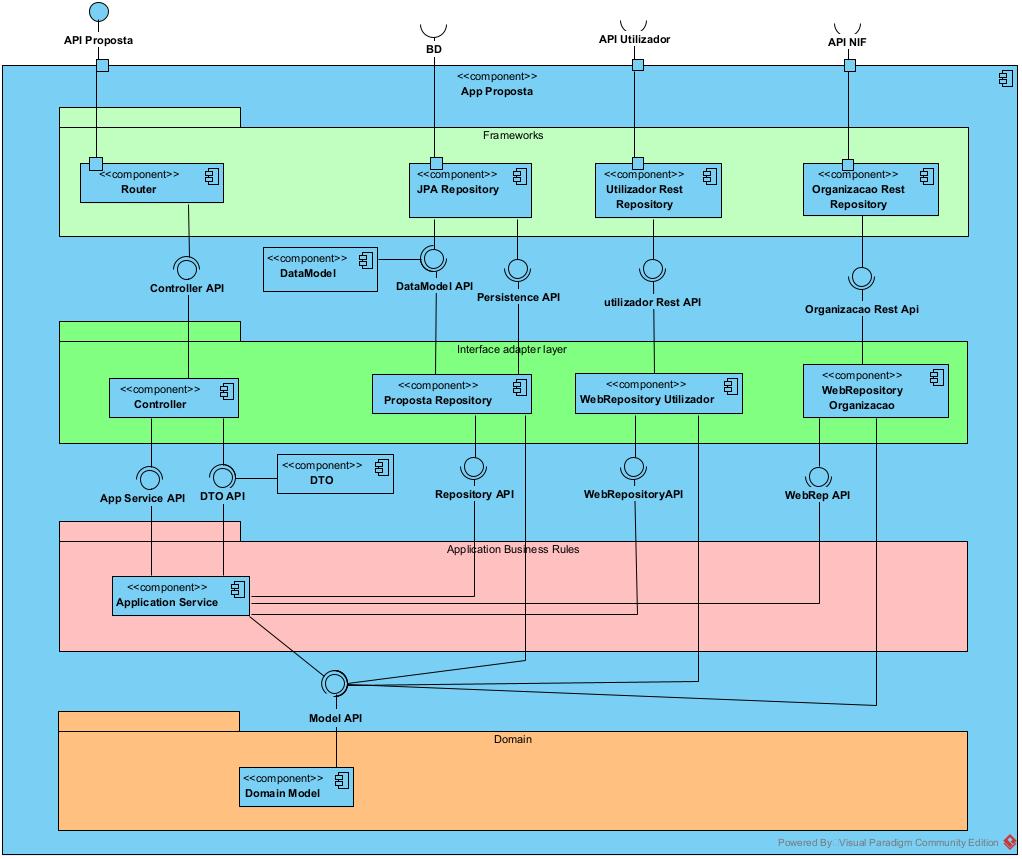 API Proposta
BD
API Utilizador
API NIF
<<component>>
App Proposta
Frameworks
<<component>>
Router
<<component>>
JPA Repository
<<component>>
Utilizador Rest
Repository
<<component>>
Organizacao Rest
Repository
Controller API
<<component>>
DataModel
DataModel API
Persistence API
utilizador Rest API
Organizacao Rest Api
Interface adapter layer
<<component>>
Controller
<<component>>
Proposta Repository
<<component>>
WebRepository Utilizador
<<component>>
WebRepository
Organizacao
App Service API
DTO API
<<component>>
DTO
Repository API
WebRepositoryAPI
WebRep API
Application Business Rules
<<component>>
Application Service
Model API
Domain
<<component>>
Domain Model
Powered By Visual Paradigm Community Edition